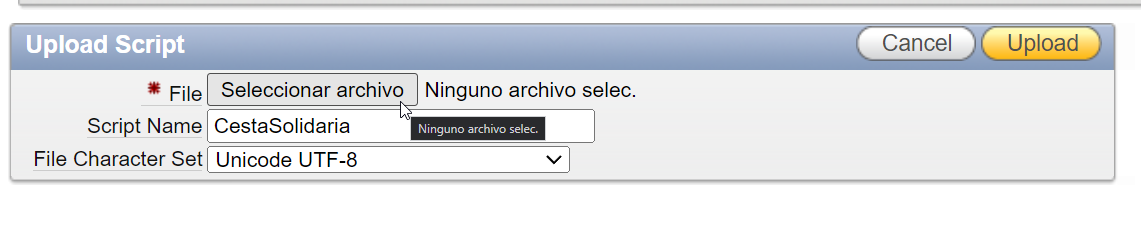 Upload Script
Cancel
Upload
* File
Seleccionar archivo
Ninguno archivo selec.
Script Name
CestaSolidaria
Ninguno archivo selec.
File Character Set
Unicode UTF-8